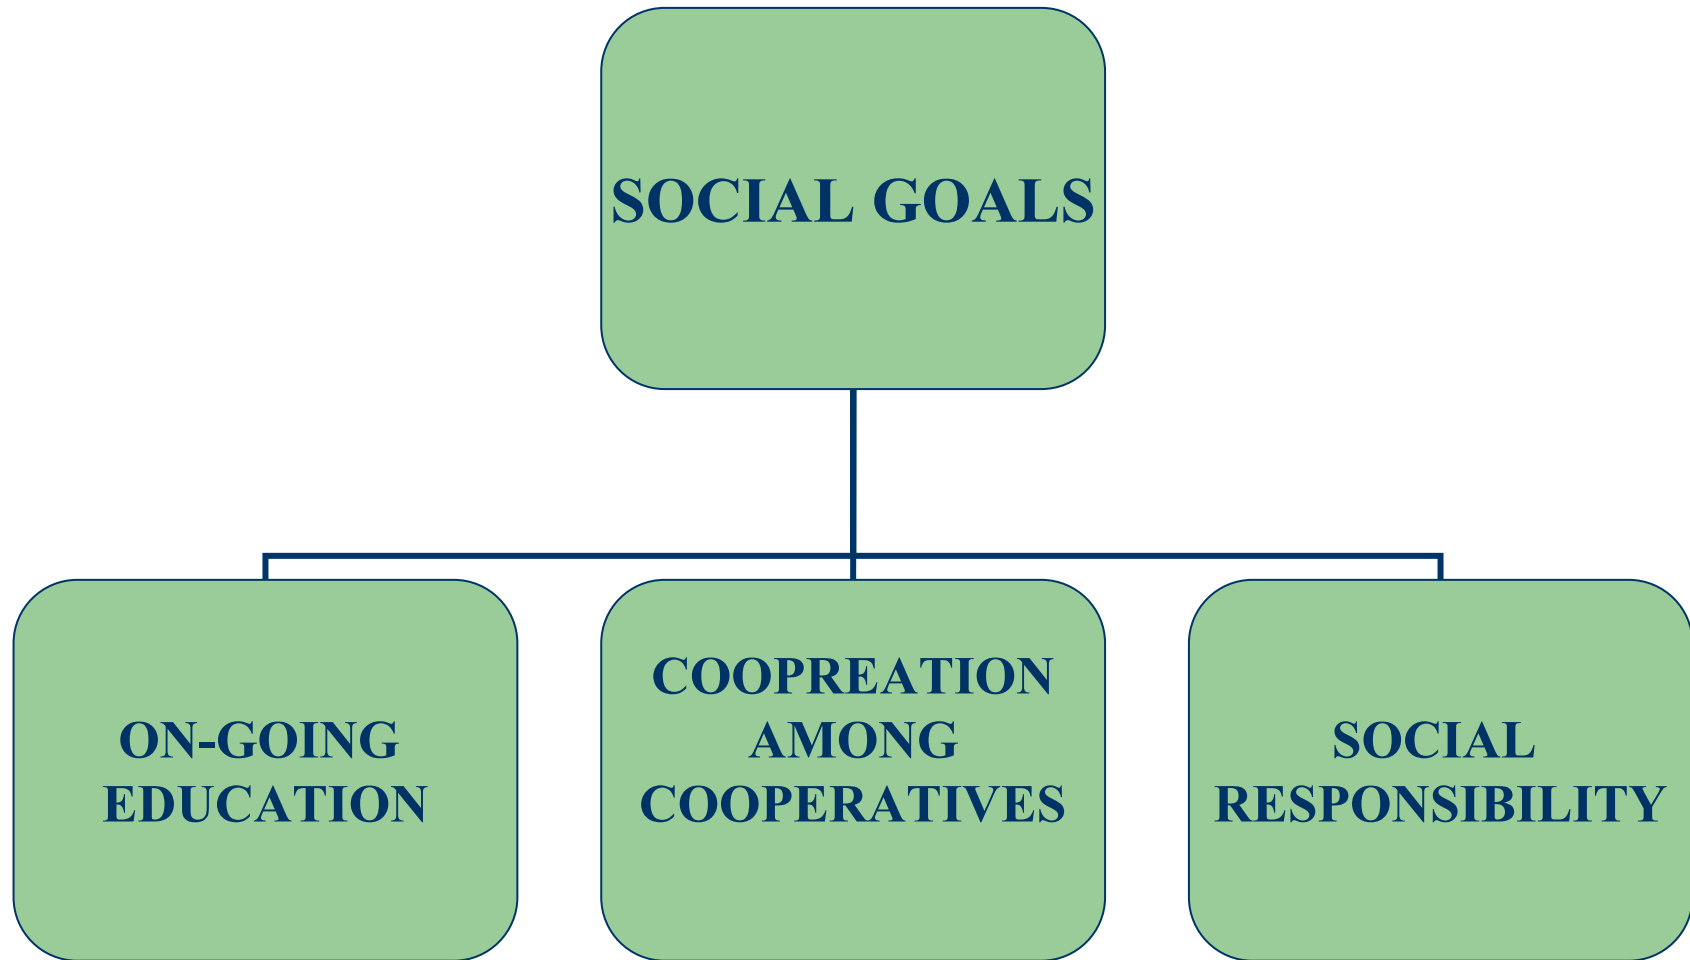 SOCIAL GOALS
ON-GOING
EDUCATION
COOPREATION
AMONG
COOPERATIVES
SOCIAL
RESPONSIBILITY